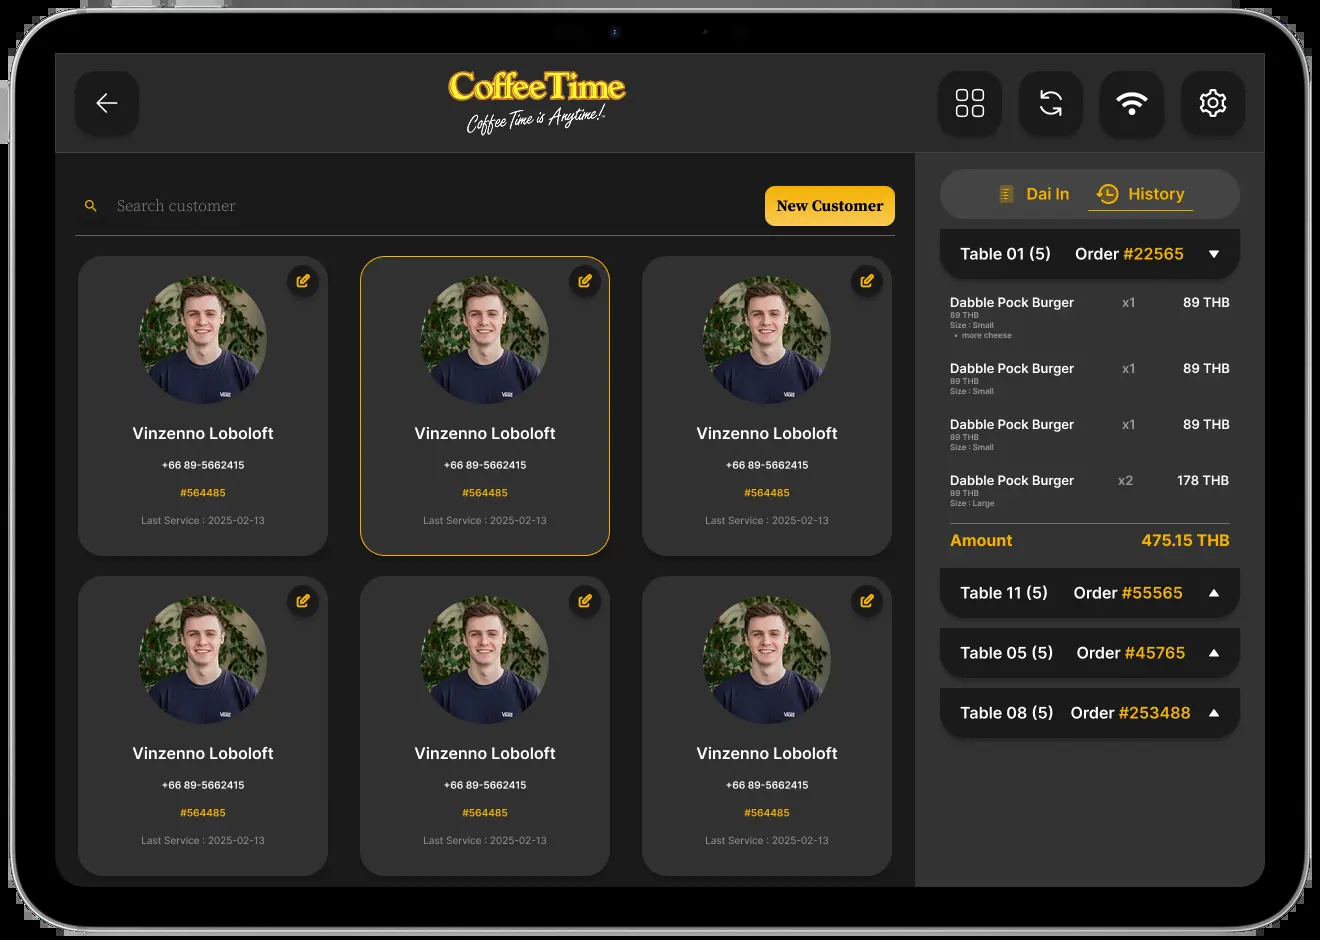 CoffeeTime
Coffee Time is Anytime!.
Search customer
New Customer
Vinzenno Loboloft
+66 89-5662415
#564485
Last Service : 2025-02-13
Vinzenno Loboloft
+66 89-5662415
#564485
Last Service : 2025-02-13
Vinzenno Loboloft
+66 89-5662415
#564485
Last Service : 2025-02-13
Vinzenno Loboloft
+66 89-5662415
#564485
Last Service : 2025-02-13
Vinzenno Loboloft
+66 89-5662415
#564485
Last Service : 2025-02-13
Vinzenno Loboloft
+66 89-5662415
#564485
Last Service : 2025-02-13
Dai In History
Table 01 (5) Order #22565
Dabble Pock Burger x1 89 THB
89 THB
Size : Small
• more cheese
Dabble Pock Burger x1 89 THB
89 THB
Size : Small
Dabble Pock Burger x1 89 THB
89 THB
Size : Small
Dabble Pock Burger x2 178 THB
89 THB
Size : Large
Amount 475.15 THB
Table 11 (5) Order #55565
Table 05 (5) Order #45765
Table 08 (5) Order #253488